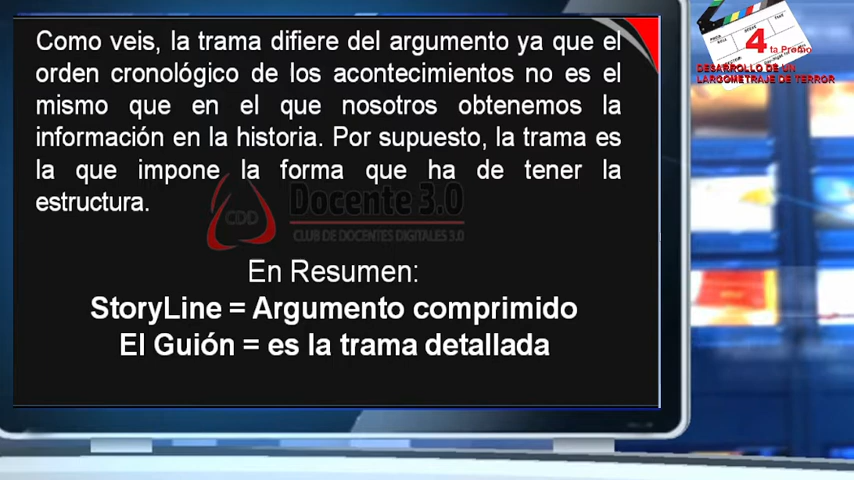 Como veis, la trama difiere del argumento ya que el
orden cronológico de los acontecimientos no es el
mismo que en el que nosotros obtenemos la
información en la historia. Por supuesto, la trama es
la que impone la forma que ha de tener la
estructura.
CDD
Docente 3.0
CLUB DE DOCENTES DIGITALES 3.0
En Resumen:
StoryLine = Argumento comprimido
El Guión = es la trama detallada
4ta Promo
DESARROLLO DE UN
LARGOMETRAJE DE TERROR